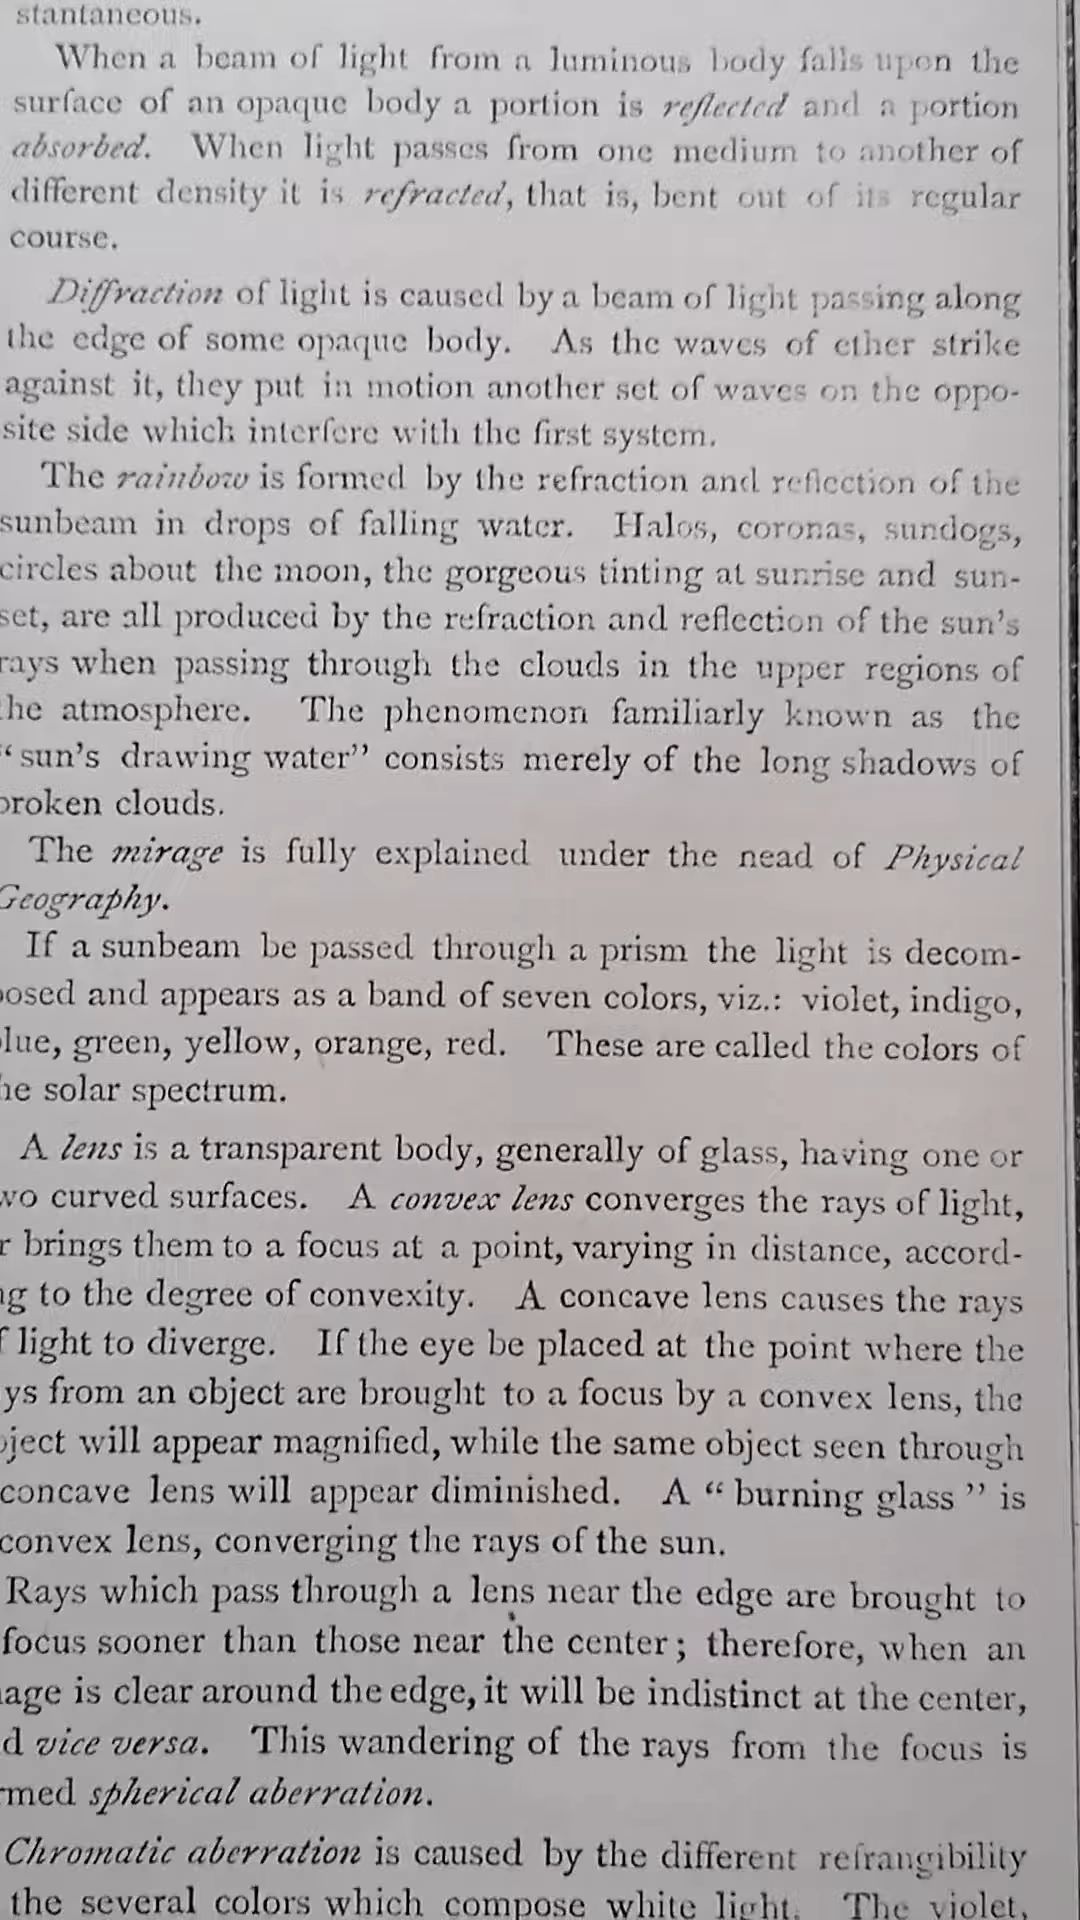 stantaneous.
When a beam of light from a luminous body falls upon the
surface of an opaque body a portion is reflected and a portion
absorbed. When light passes from one medium to another of
different density it is refracted, that is, bent out of its regular
course.
Diffraction of light is caused by a beam of light passing along
the edge of some opaque body. As the waves of ether strike
against it, they put in motion another set of waves on the oppo-
site side which interfere with the first system.
The rainbow is formed by the refraction and reflection of the
sunbeam in drops of falling water. Halos, coronas, sundogs,
circles about the moon, the gorgeous tinting at sunrise and sun-
set, are all produced by the refraction and reflection of the sun's
rays when passing through the clouds in the upper regions of
he atmosphere. The phenomenon familiarly known as the
"sun's drawing water" consists merely of the long shadows of
broken clouds.
The mirage is fully explained under the nead of Physical
Geography.
If a sunbeam be passed through a prism the light is decom-
osed and appears as a band of seven colors, viz.: violet, indigo,
lue, green, yellow, orange, red. These are called the colors of
he solar spectrum.
A lens is a transparent body, generally of glass, having one or
wo curved surfaces. A convex lens converges the rays of light,
r brings them to a focus at a point, varying in distance, accord-
ng to the degree of convexity. A concave lens causes the rays
f light to diverge. If the eye be placed at the point where the
ys from an object are brought to a focus by a convex lens, the
ject will appear magnified, while the same object seen through
concave lens will appear diminished. A "burning glass" is
convex lens, converging the rays of the sun.
Rays which pass through a lens near the edge are brought to
focus sooner than those near the center; therefore, when an
age is clear around the edge, it will be indistinct at the center,
d vice versa. This wandering of the rays from the focus is
rmed spherical aberration.
Chromatic aberration is caused by the different refrangibility
the several colors which compose white light. The violet,